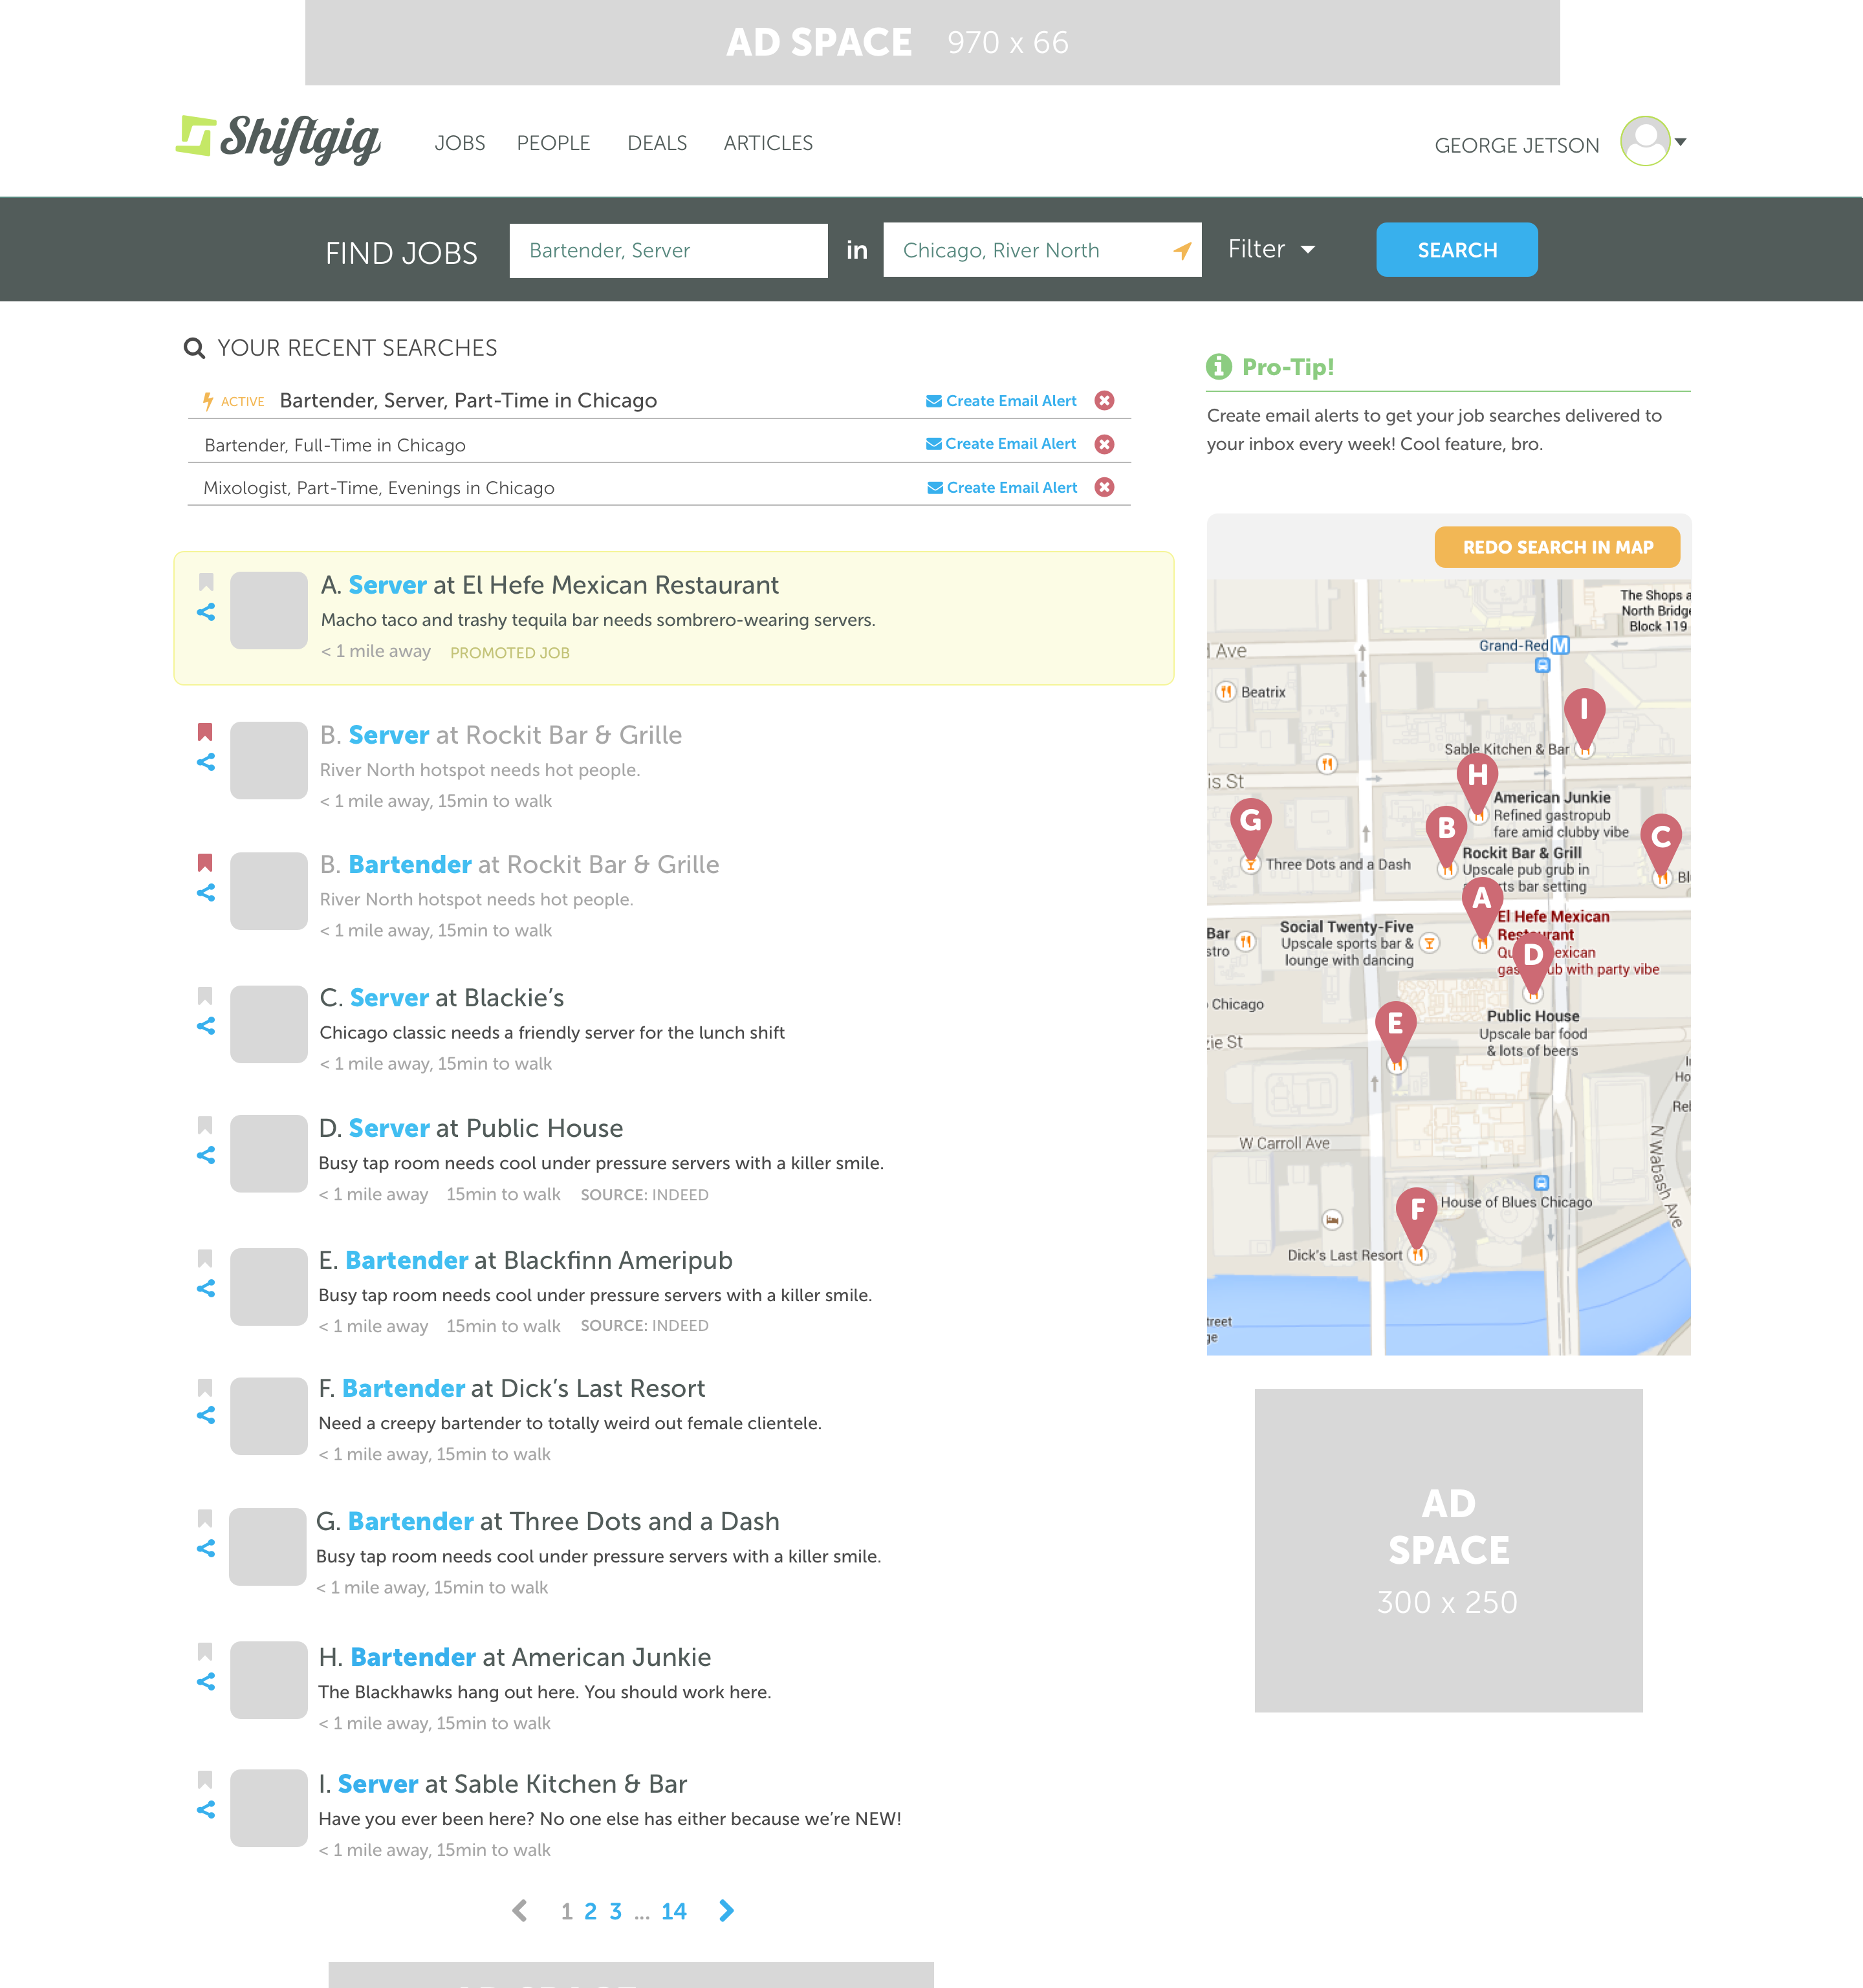 AD SPACE 970 x 66
Shiftgig JOBS PEOPLE DEALS ARTICLES GEORGE JETSON
FIND JOBS Bartender, Server in Chicago, River North Filter SEARCH
YOUR RECENT SEARCHES
ACTIVE Bartender, Server, Part-Time in Chicago Create Email Alert
Bartender, Full-Time in Chicago Create Email Alert
Mixologist, Part-Time, Evenings in Chicago Create Email Alert
Pro-Tip!
Create email alerts to get your job searches delivered to
your inbox every week! Cool feature, bro.
A. Server at El Hefe Mexican Restaurant
Macho taco and trashy tequila bar needs sombrero-wearing servers.
< 1 mile away PROMOTED JOB
B. Server at Rockit Bar & Grille
River North hotspot needs hot people.
< 1 mile away, 15min to walk
B. Bartender at Rockit Bar & Grille
River North hotspot needs hot people.
< 1 mile away, 15min to walk
C. Server at Blackie’s
Chicago classic needs a friendly server for the lunch shift
< 1 mile away, 15min to walk
D. Server at Public House
Busy tap room needs cool under pressure servers with a killer smile.
< 1 mile away 15min to walk SOURCE: INDEED
E. Bartender at Blackfinn Ameripub
Busy tap room needs cool under pressure servers with a killer smile.
< 1 mile away 15min to walk SOURCE: INDEED
F. Bartender at Dick’s Last Resort
Need a creepy bartender to totally weird out female clientele.
< 1 mile away, 15min to walk
G. Bartender at Three Dots and a Dash
Busy tap room needs cool under pressure servers with a killer smile.
< 1 mile away, 15min to walk
H. Bartender at American Junkie
The Blackhawks hang out here. You should work here.
< 1 mile away, 15min to walk
I. Server at Sable Kitchen & Bar
Have you ever been here? No one else has either because we’re NEW!
< 1 mile away, 15min to walk
1 2 3 ... 14
REDO SEARCH IN MAP
The Shops a
North Bridge
Block 119
Grand-Red M
Ave
Beatrix
I
Sable Kitchen & Bar
H
is St
American Junkie
Refined gastropub
fare amid clubby vibe
G
B
C
Rockit Bar & Grill
Upscale pub grub in
rts bar setting
Three Dots and a Dash
Bl
A
El Hefe Mexican
Restaurant
Qu exican
gas ub with party vibe
Social Twenty-Five
Upscale sports bar &
lounge with dancing
Bar
stro
D
Chicago
Public House
Upscale bar food
& lots of beers
E
zie St
Ho
Rel
W Carroll Ave
N Wabash Ave
F
House of Blues Chicago
Dick's Last Resort
treet
ge
AD
SPACE
300 x 250